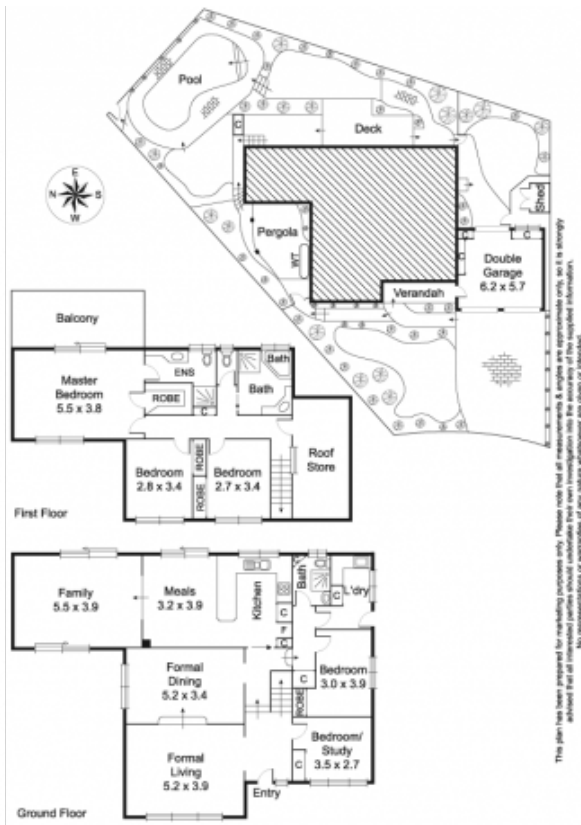 Pool
Deck
C
Shed
E
N
S
W
Pergola
WT
C
C
C
Double
Garage
6.2 x 5.7
Verandah
Balcony
ENS
Bath
Master
Bedroom
5.5 x 3.8
ROBE
C
Bath
Bedroom
2.8 x 3.4
ROBE
ROBE
Bedroom
2.7 x 3.4
Roof
Store
First Floor
Family
5.5 x 3.9
Meals
3.2 x 3.9
Kitchen
C
F
C
Bath
C
L'dry
Formal
Dining
5.2 x 3.4
C
Bedroom
3.0 x 3.9
ROBE
Formal
Living
5.2 x 3.9
Bedroom/
Study
3.5 x 2.7
C
Entry
Ground Floor
This plan has been prepared for marketing purposes only. Please note that all measurements & angles are approximate only, so it is strongly
advised that all interested parties should undertake their own investigation into the accuracy of the supplied information.